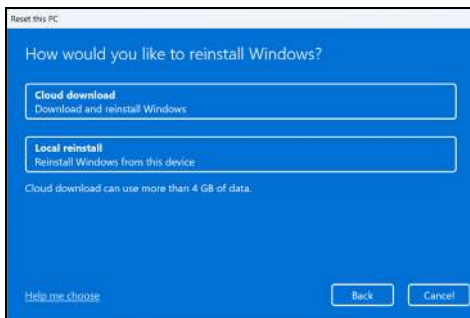 Reset this PC
How would you like to reinstall Windows?
Cloud download
Download and reinstall Windows
Local reinstall
Reinstall Windows from this device
Cloud download can use more than 4 GB of data.
Help me choose
Back
Cancel